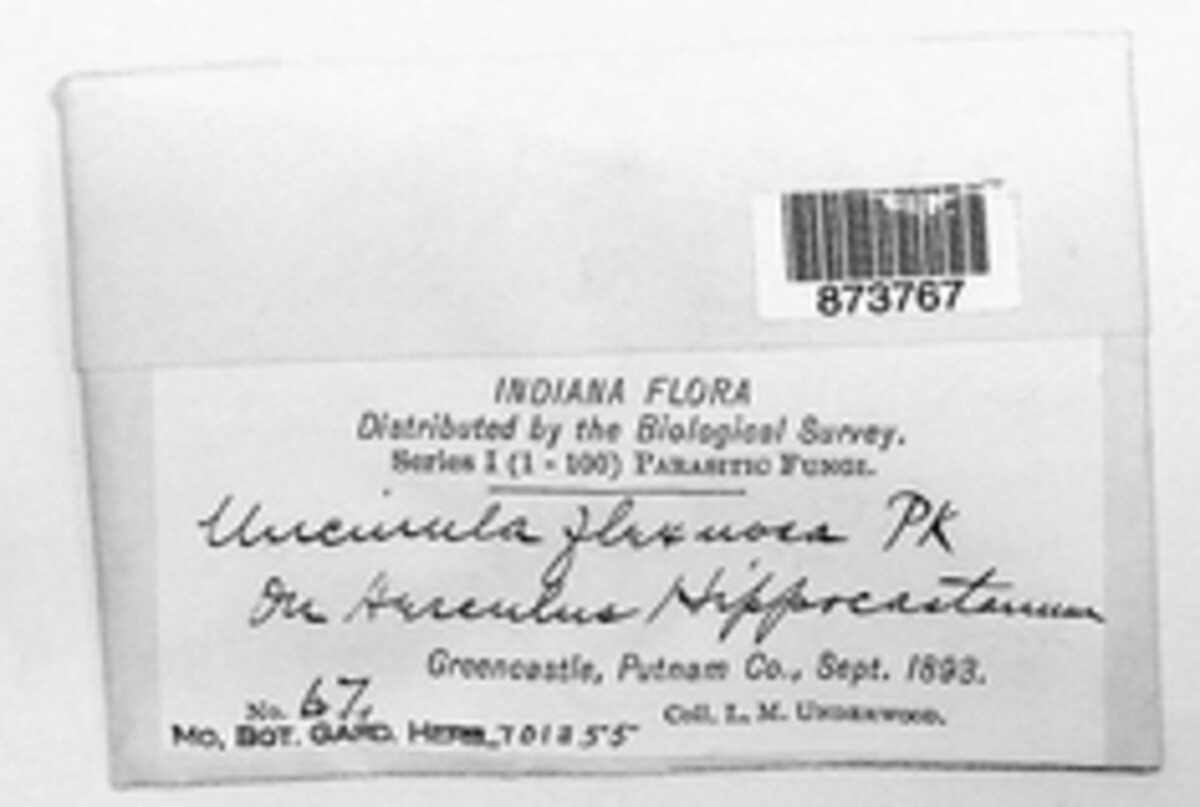 873767
INDIANA FLORA
Distributed by the Biological Survey.
Series I (1 - 100) PARASITIC FUNGI.
Uncinula flexuosa PK
On Aesculus Hippocastanum
Greencastle, Putnam Co., Sept. 1893.
No. 67, Coll. L. M. UNDERWOOD.
MO. BOT. GARD. HERB. 701855